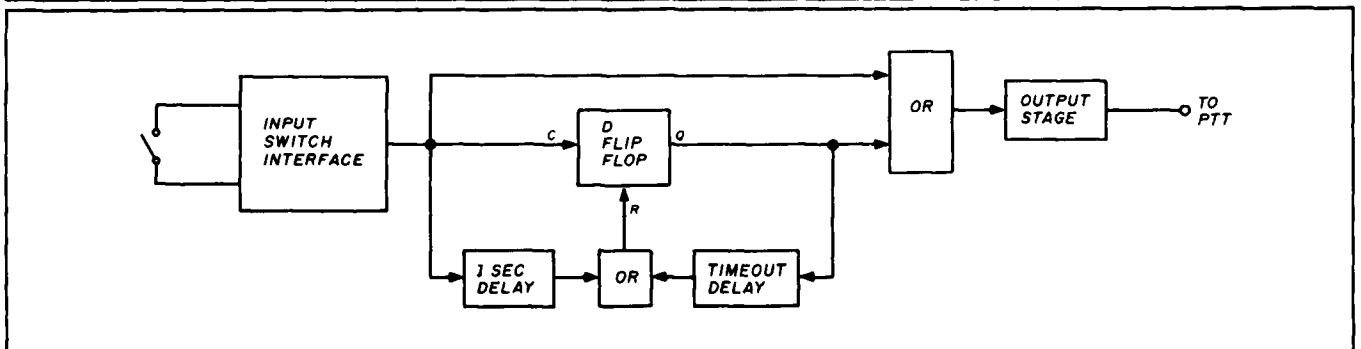 INPUT
SWITCH
INTERFACE
C
D
FLIP
FLOP
Q
R
1 SEC
DELAY
OR
TIMEOUT
DELAY
OR
OUTPUT
STAGE
TO
PTT